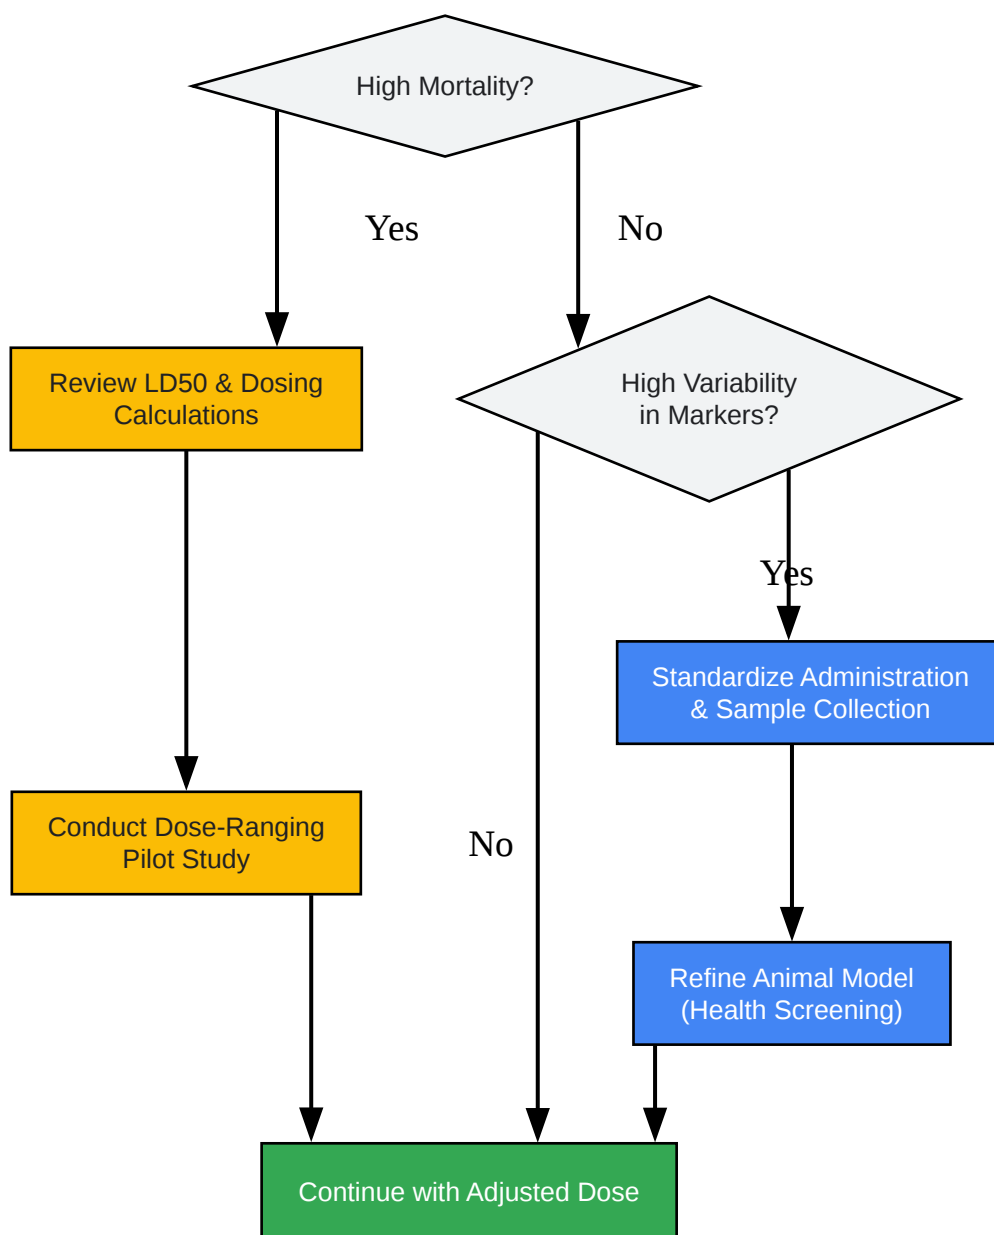 High Mortality?
Yes
No
Review LD50 & Dosing
Calculations
High Variability
in Markers?
Yes
Standardize Administration
& Sample Collection
Conduct Dose-Ranging
Pilot Study
No
Refine Animal Model
(Health Screening)
Continue with Adjusted Dose